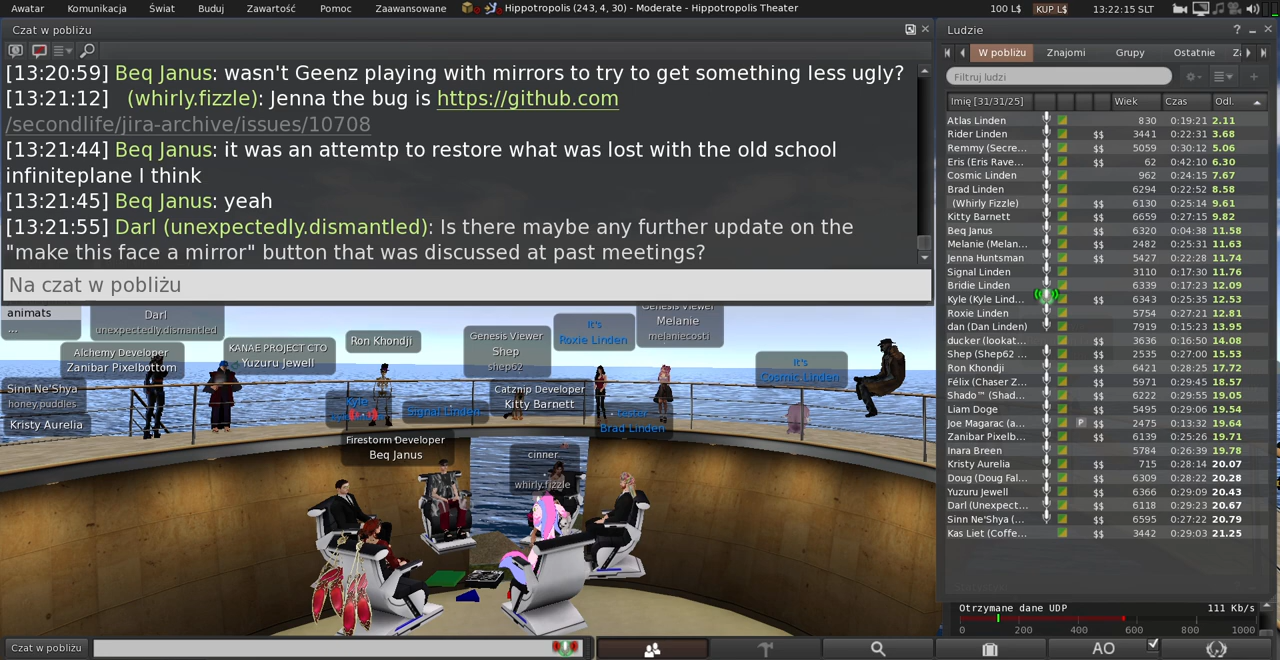 Awatar Komunikacja Świat Buduj Zawartość Pomoc Zaawansowane Hippotropolis (243, 4, 30) - Moderate - Hippotropolis Theater 100 L$ KUP L$ 13:22:15 SLT
Czat w pobliżu
[13:20:59] Beq Janus: wasn't Geenz playing with mirrors to try to get something less ugly?
[13:21:12] (whirly.fizzle): Jenna the bug is https://github.com
/secondlife/jira-archive/issues/10708
[13:21:44] Beq Janus: it was an attemtp to restore what was lost with the old school
infiniteplane I think
[13:21:45] Beq Janus: yeah
[13:21:55] Darl (unexpectedly.dismantled): Is there maybe any further update on the
"make this face a mirror" button that was discussed at past meetings?
Na czat w pobliżu
animats
...
Darl
unexpectedly.dismantled
Alchemy Developer
Zanibar Pixelbottom
KANAE PROJECT CTO
Yuzuru Jewell
Ron Khondji
Genesis Viewer
Shep
shep62
It's
Roxie Linden
Genesis Viewer
Melanie
melaniecosti
It's
Cosmic Linden
Sinn Ne'Shya
honey.puddles
Kristy Aurelia
Kyle
Signal Linden
Catznip Developer
Kitty Barnett
Tester
Brad Linden
Firestorm Developer
Beq Janus
cinner
whirly.fizzle
Ludzie
W pobliżu Znajomi Grupy Ostatnie
Filtruj ludzi
Imię [31/31/25] Wiek Czas Odl.
Atlas Linden 830 0:19:21 2.11
Rider Linden $$ 3441 0:22:31 3.68
Remmy (Secre... $$ 5059 0:30:12 5.06
Eris (Eris Rave... $$ 62 0:42:10 6.30
Cosmic Linden 962 0:24:15 7.67
Brad Linden 6294 0:22:52 8.58
(Whirly Fizzle) $$ 6130 0:25:14 9.61
Kitty Barnett $$ 6659 0:27:15 9.82
Beq Janus $$ 6320 0:04:38 11.58
Melanie (Melan... $$ 2482 0:25:31 11.63
Jenna Huntsman $$ 5427 0:22:28 11.74
Signal Linden 3110 0:17:30 11.76
Bridie Linden 6339 0:17:23 12.09
Kyle (Kyle Lind... $$ 6343 0:25:35 12.53
Roxie Linden 5754 0:27:21 12.81
dan (Dan Linden) 7919 0:15:23 13.95
ducker (lookat... $$ 3636 0:16:50 14.08
Shep (Shep62 ... $$ 2535 0:27:00 15.53
Ron Khondji $$ 6421 0:28:25 17.72
Félix (Chaser Z... $$ 5971 0:29:45 18.57
Shado™ (Shad... $$ 6222 0:29:55 19.05
Liam Doge $$ 5495 0:29:06 19.54
Joe Magarac (a... P $$ 2475 0:13:32 19.64
Zanibar Pixelb... $$ 6139 0:25:26 19.71
Inara Breen 5784 0:26:39 19.78
Kristy Aurelia $$ 715 0:28:14 20.07
Doug (Doug Fal... $$ 6309 0:28:22 20.28
Yuzuru Jewell $$ 6366 0:29:09 20.43
Darl (Unexpect... $$ 6118 0:29:23 20.67
Sinn Ne'Shya (... $$ 6595 0:27:22 20.79
Kas Liet (Coffe... $$ 3442 0:29:03 21.25
Otrzymane dane UDP 111 Kb/s
0 200 400 600 800 1000
Czat w pobliżu
AO